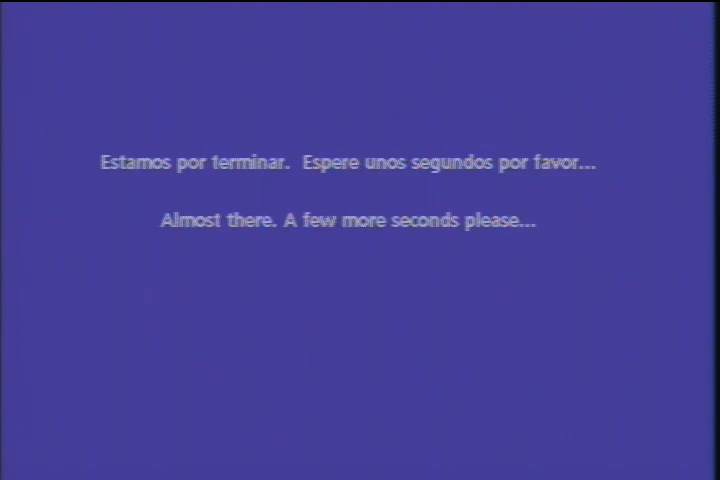 Estamos por terminar.  Espere unos segundos por favor...
Almost there. A few more seconds please...